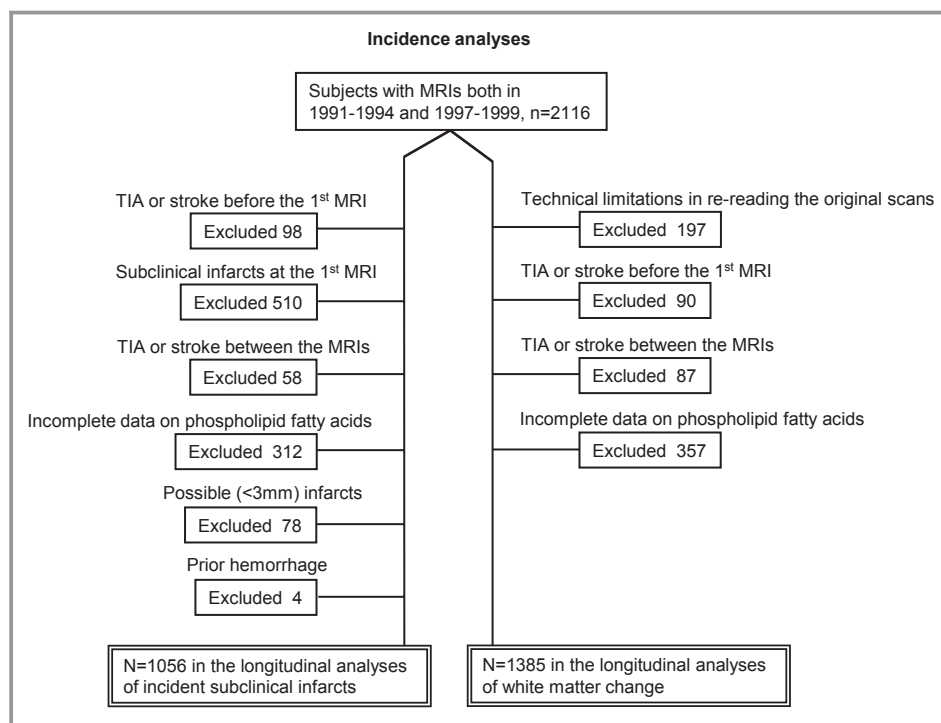 Incidence analyses
Subjects with MRIs both in
1991-1994 and 1997-1999, n=2116
TIA or stroke before the 1st MRI
Excluded 98
Subclinical infarcts at the 1st MRI
Excluded 510
TIA or stroke between the MRIs
Excluded 58
Incomplete data on phospholipid fatty acids
Excluded 312
Possible (<3mm) infarcts
Excluded 78
Prior hemorrhage
Excluded 4
N=1056 in the longitudinal analyses
of incident subclinical infarcts
Technical limitations in re-reading the original scans
Excluded 197
TIA or stroke before the 1st MRI
Excluded 90
TIA or stroke between the MRIs
Excluded 87
Incomplete data on phospholipid fatty acids
Excluded 357
N=1385 in the longitudinal analyses
of white matter change